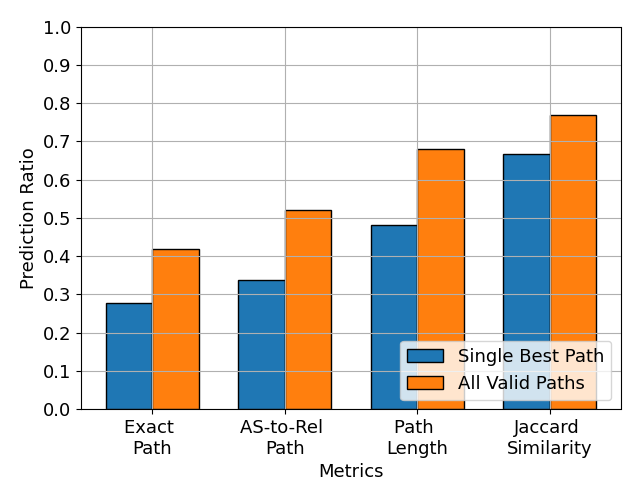 1.0
0.9
0.8
0.7
0.6
0.5
0.4
0.3
0.2
0.1
0.0
Prediction Ratio
Single Best Path
All Valid Paths
Exact
Path
AS-to-Rel
Path
Path
Length
Jaccard
Similarity
Metrics